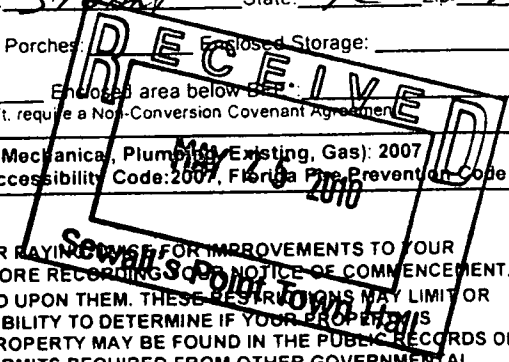 State: Zip:
Porches: Enclosed Storage:
Enclosed area below BFE:
t. require a Non-Conversion Covenant Agreement
Mechanical, Plumbing, Existing, Gas): 2007
ccessibility Code:2007, Florida Fire Prevention Code
RECEIVED
MAY 2010
Sewall's Point Town Hall
R PAYING TWICE FOR IMPROVEMENTS TO YOUR
ORE RECORDING YOUR NOTICE OF COMMENCEMENT.
D UPON THEM. THESE RESTRICTIONS MAY LIMIT OR
BILITY TO DETERMINE IF YOUR PROPERTY IS
ROPERTY MAY BE FOUND IN THE PUBLIC RECORDS OF
RMITS REQUIRED FROM OTHER GOVERNMENTAL